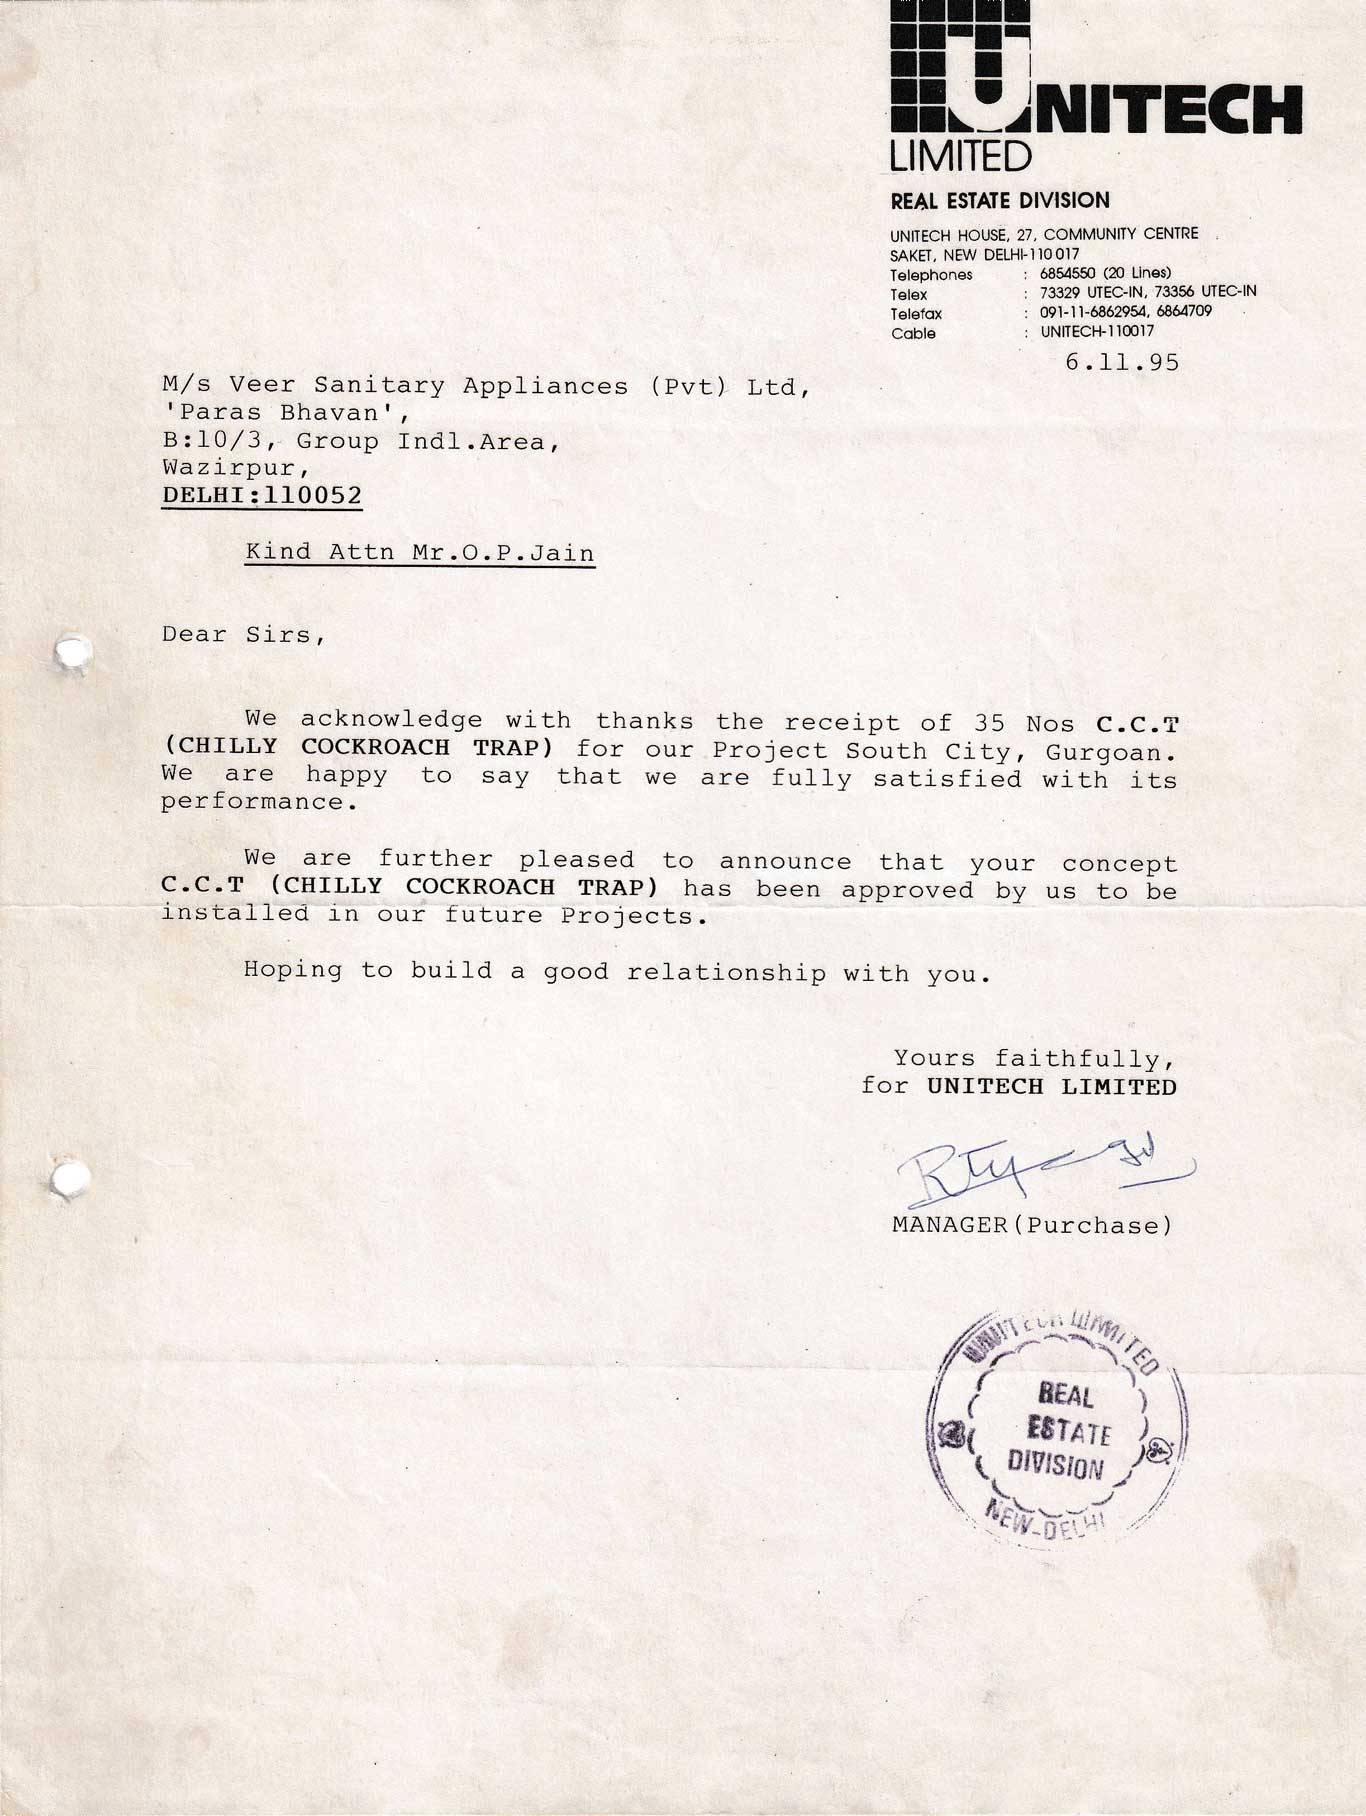 UNITECH
LIMITED
REAL ESTATE DIVISION
UNITECH HOUSE, 27, COMMUNITY CENTRE
SAKET, NEW DELHI-110 017
Telephones : 6854550 (20 Lines)
Telex : 73329 UTEC-IN, 73356 UTEC-IN
Telefax : 091-11-6862954, 6864709
Cable : UNITECH-110017
6.11.95
M/s Veer Sanitary Appliances (Pvt) Ltd,
'Paras Bhavan',
B:10/3, Group Indl.Area,
Wazirpur,
DELHI:110052
Kind Attn Mr.O.P.Jain
Dear Sirs,
We acknowledge with thanks the receipt of 35 Nos C.C.T
(CHILLY COCKROACH TRAP) for our Project South City, Gurgoan.
We are happy to say that we are fully satisfied with its
performance.
We are further pleased to announce that your concept
C.C.T (CHILLY COCKROACH TRAP) has been approved by us to be
installed in our future Projects.
Hoping to build a good relationship with you.
Yours faithfully,
for UNITECH LIMITED
MANAGER(Purchase)
UNITECH LIMITED
REAL
ESTATE
DIVISION
NEW-DELHI